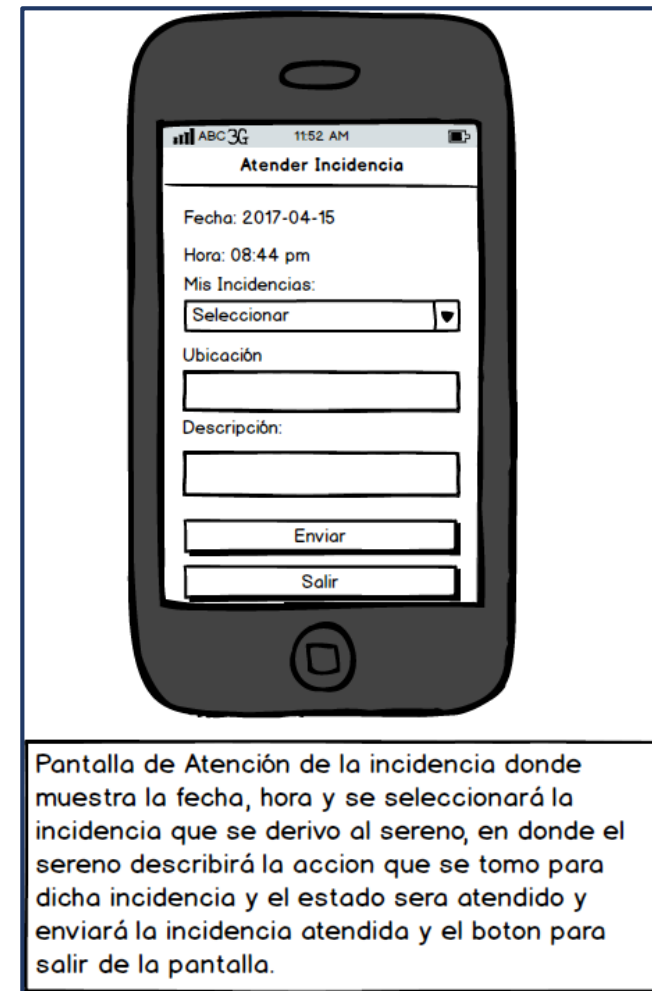 ABC 3G 11:52 AM
Atender Incidencia
Fecha: 2017-04-15
Hora: 08:44 pm
Mis Incidencias:
Seleccionar
Ubicación
Descripción:
Enviar
Salir
Pantalla de Atención de la incidencia donde
muestra la fecha, hora y se seleccionará la
incidencia que se derivo al sereno, en donde el
sereno describirá la accion que se tomo para
dicha incidencia y el estado sera atendido y
enviará la incidencia atendida y el boton para
salir de la pantalla.